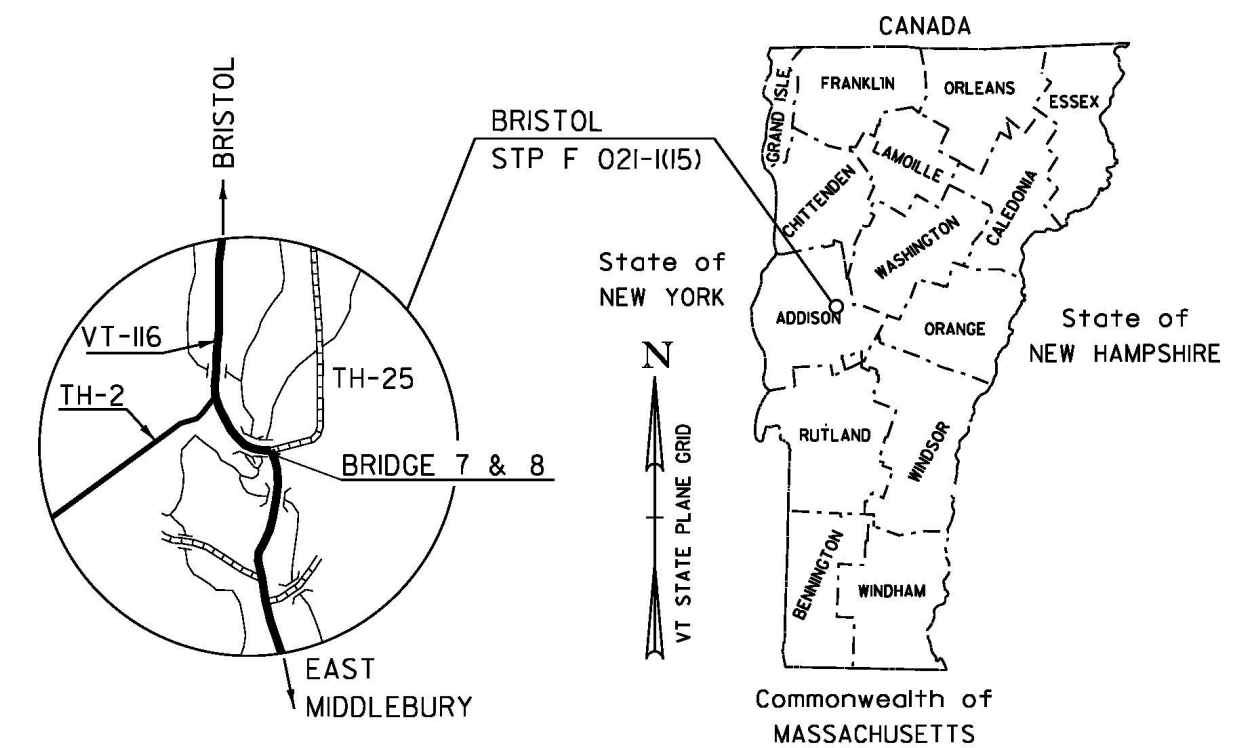 BRISTOL
VT-116
TH-2
TH-25
BRIDGE 7 & 8
EAST
MIDDLEBURY
BRISTOL
STP F 021-1(15)
CANADA
GRAND ISLE
FRANKLIN
ORLEANS
ESSEX
LAMOILLE
CHITTENDEN
CALEDONIA
WASHINGTON
State of
NEW YORK
ADDISON
ORANGE
State of
NEW HAMPSHIRE
N
VT STATE PLANE GRID
RUTLAND
WINDSOR
BENNINGTON
WINDHAM
Commonwealth of
MASSACHUSETTS